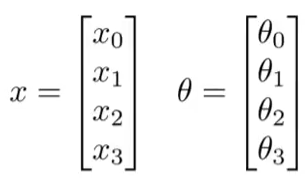 x = [x₀ x₁ x₂ x₃] θ = [θ₀ θ₁ θ₂ θ₃]